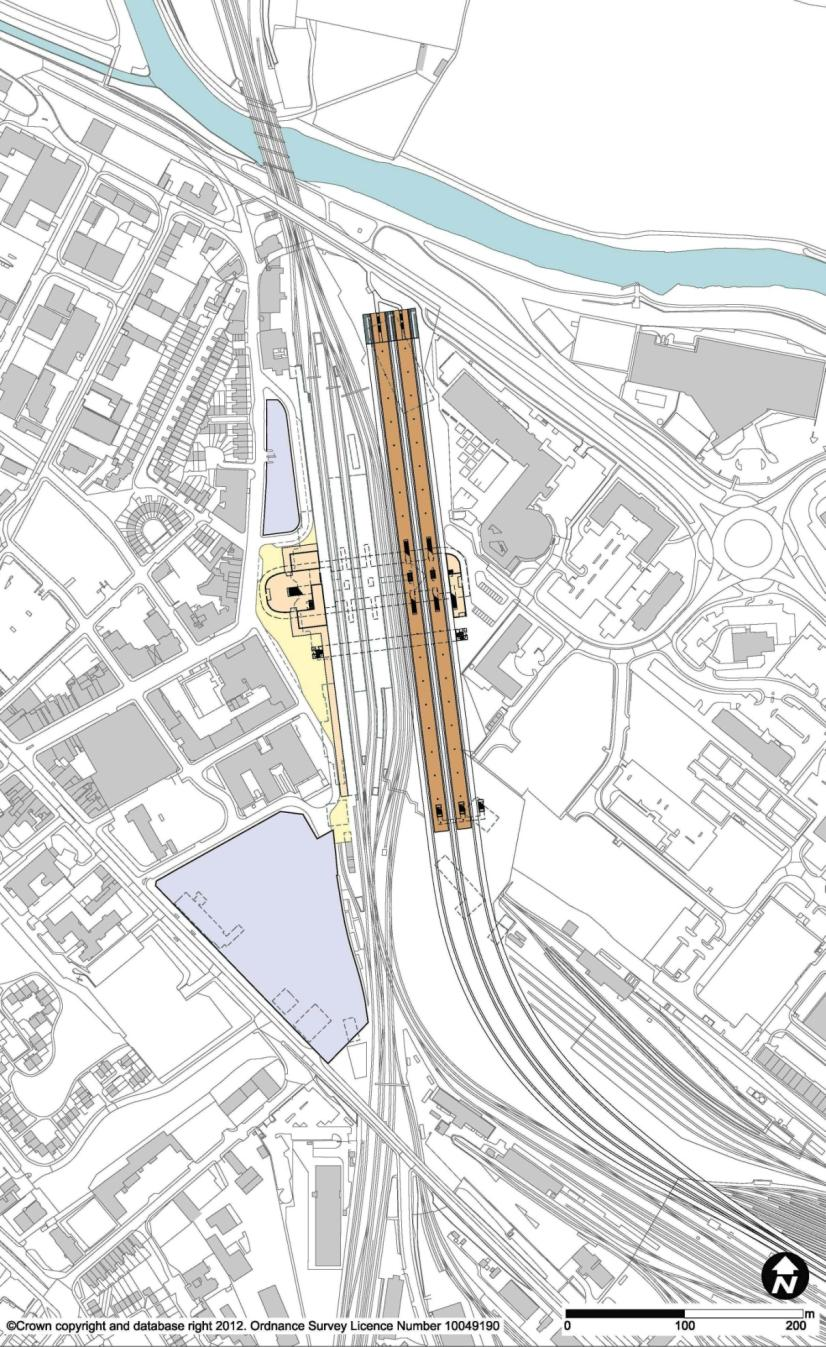 N
©Crown copyright and database right 2012. Ordnance Survey Licence Number 10049190
m
0 100 200